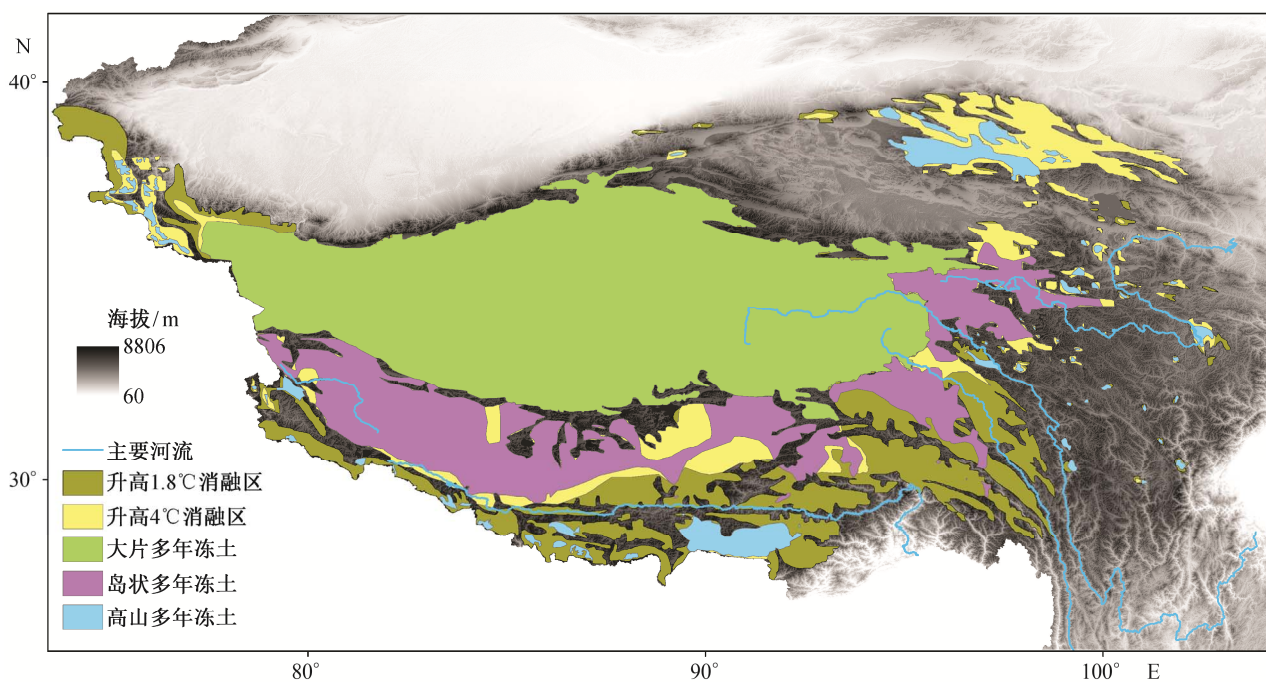 N
40°
30°
海拔/m
8806
60
主要河流
升高1.8℃消融区
升高4℃消融区
大片多年冻土
岛状多年冻土
高山多年冻土
80°
90°
100°
E